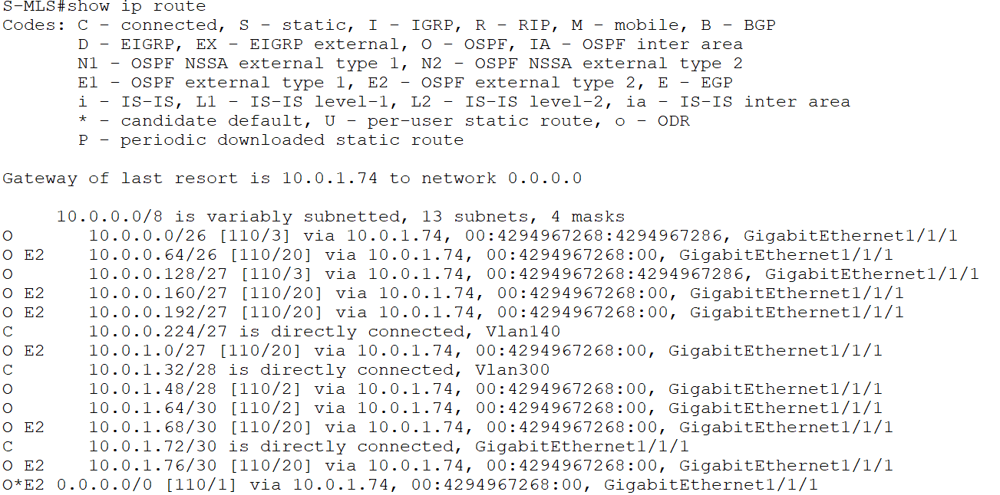 S-MLS#show ip route
Codes: C - connected, S - static, I - IGRP, R - RIP, M - mobile, B - BGP
       D - EIGRP, EX - EIGRP external, O - OSPF, IA - OSPF inter area
       N1 - OSPF NSSA external type 1, N2 - OSPF NSSA external type 2
       E1 - OSPF external type 1, E2 - OSPF external type 2, E - EGP
       i - IS-IS, L1 - IS-IS level-1, L2 - IS-IS level-2, ia - IS-IS inter area
       * - candidate default, U - per-user static route, o - ODR
       P - periodic downloaded static route

Gateway of last resort is 10.0.1.74 to network 0.0.0.0

     10.0.0.0/8 is variably subnetted, 13 subnets, 4 masks
O       10.0.0.0/26 [110/3] via 10.0.1.74, 00:4294967268:4294967286, GigabitEthernet1/1/1
O E2    10.0.0.64/26 [110/20] via 10.0.1.74, 00:4294967268:00, GigabitEthernet1/1/1
O       10.0.0.128/27 [110/3] via 10.0.1.74, 00:4294967268:4294967286, GigabitEthernet1/1/1
O E2    10.0.0.160/27 [110/20] via 10.0.1.74, 00:4294967268:00, GigabitEthernet1/1/1
O E2    10.0.0.192/27 [110/20] via 10.0.1.74, 00:4294967268:00, GigabitEthernet1/1/1
C       10.0.0.224/27 is directly connected, Vlan140
O E2    10.0.1.0/27 [110/20] via 10.0.1.74, 00:4294967268:00, GigabitEthernet1/1/1
C       10.0.1.32/28 is directly connected, Vlan300
O       10.0.1.48/28 [110/2] via 10.0.1.74, 00:4294967268:00, GigabitEthernet1/1/1
O       10.0.1.64/30 [110/2] via 10.0.1.74, 00:4294967268:00, GigabitEthernet1/1/1
O E2    10.0.1.68/30 [110/20] via 10.0.1.74, 00:4294967268:00, GigabitEthernet1/1/1
C       10.0.1.72/30 is directly connected, GigabitEthernet1/1/1
O E2    10.0.1.76/30 [110/20] via 10.0.1.74, 00:4294967268:00, GigabitEthernet1/1/1
O*E2 0.0.0.0/0 [110/1] via 10.0.1.74, 00:4294967268:00, GigabitEthernet1/1/1